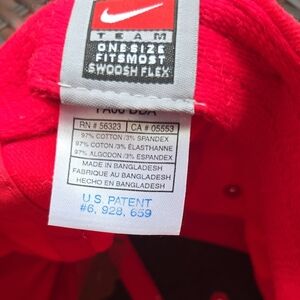 TEAM
ONE SIZE
FITS MOST
SWOOSH FLEX
RN # 56323 CA # 05553
97% COTTON /3% SPANDEX
97% COTON /3% ÉLASTHANNE
97% ALGODON /3% ESPANDEX
MADE IN BANGLADESH
FABRIQUE AU BANGLADESH
HECHO EN BANGLADESH
U.S. PATENT
#6, 928, 659